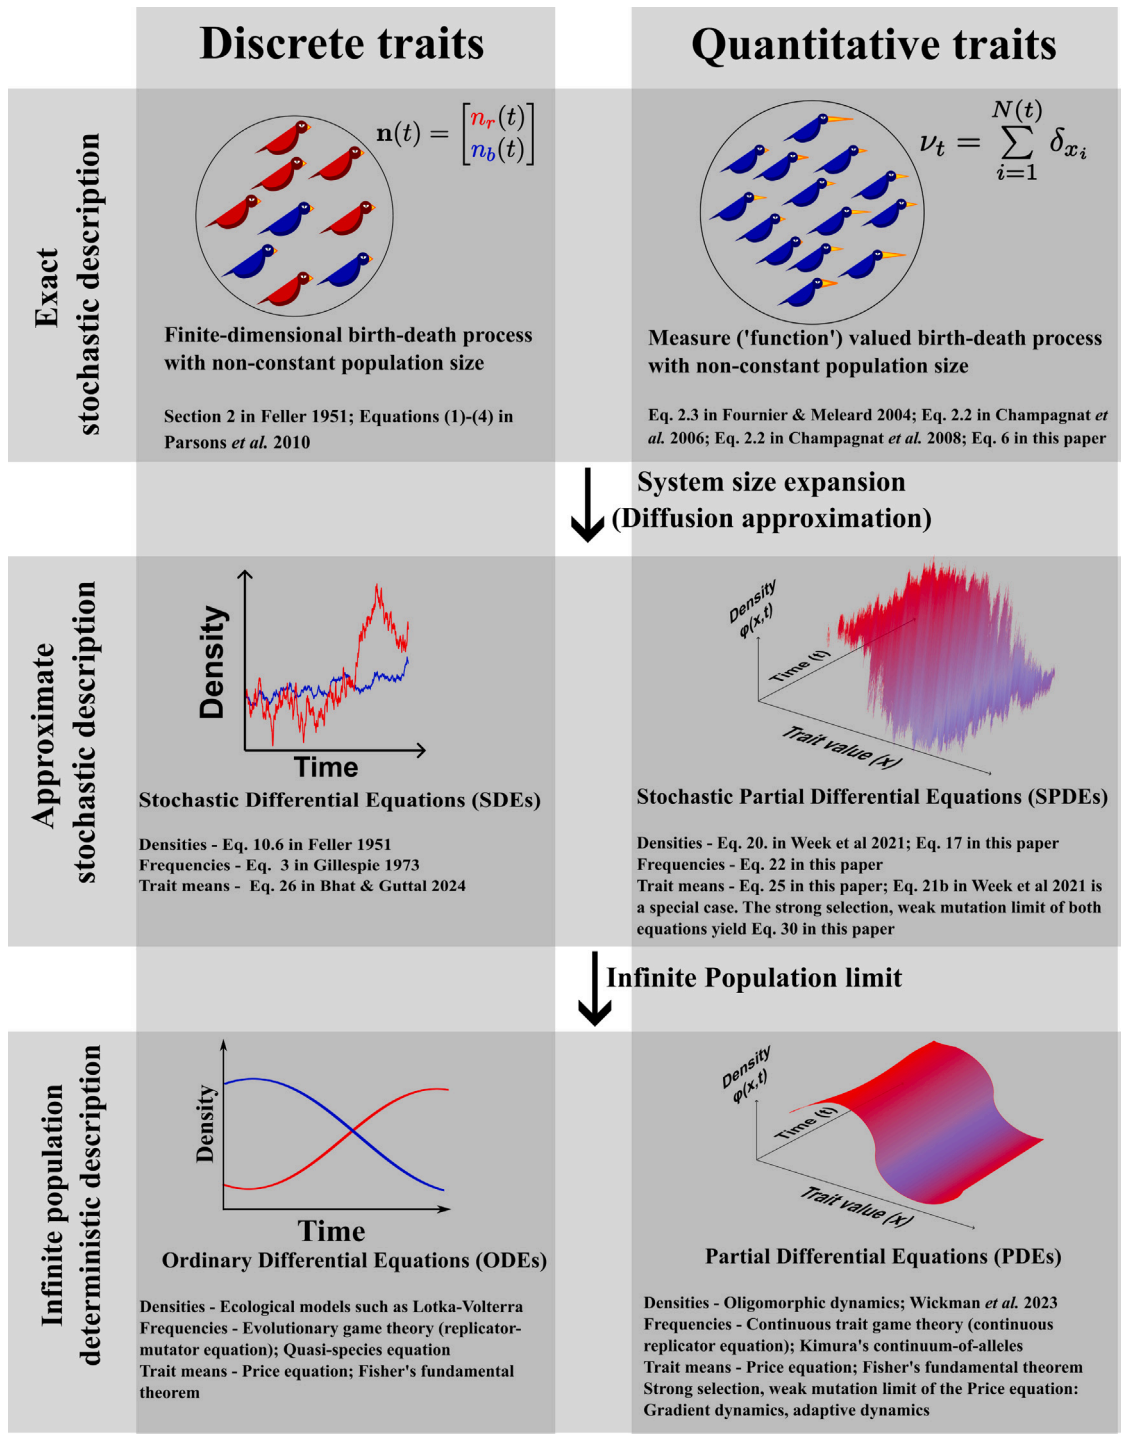 Discrete traits
Quantitative traits
Exact
stochastic description
n(t) = [n_r(t)
n_b(t)]
Finite-dimensional birth-death process
with non-constant population size
Section 2 in Feller 1951; Equations (1)-(4) in
Parsons et al. 2010
ν_t = ∑_{i=1}^{N(t)} δ_{x_i}
Measure ('function') valued birth-death process
with non-constant population size
Eq. 2.3 in Fournier & Meleard 2004; Eq. 2.2 in Champagnat et
al. 2006; Eq. 2.2 in Champagnat et al. 2008; Eq. 6 in this paper
System size expansion
(Diffusion approximation)
Approximate
stochastic description
Density
Time
Stochastic Differential Equations (SDEs)
Densities - Eq. 10.6 in Feller 1951
Frequencies - Eq. 3 in Gillespie 1973
Trait means - Eq. 26 in Bhat & Guttal 2024
Density
φ(x,t)
Time (t)
Trait value (x)
Stochastic Partial Differential Equations (SPDEs)
Densities - Eq. 20. in Week et al 2021; Eq. 17 in this paper
Frequencies - Eq. 22 in this paper
Trait means - Eq. 25 in this paper; Eq. 21b in Week et al 2021 is
a special case. The strong selection, weak mutation limit of both
equations yield Eq. 30 in this paper
Infinite Population limit
Infinite population
deterministic description
Density
Time
Ordinary Differential Equations (ODEs)
Densities - Ecological models such as Lotka-Volterra
Frequencies - Evolutionary game theory (replicator-
mutator equation); Quasi-species equation
Trait means - Price equation; Fisher's fundamental
theorem
Density
φ(x,t)
Time (t)
Trait value (x)
Partial Differential Equations (PDEs)
Densities - Oligomorphic dynamics; Wickman et al. 2023
Frequencies - Continuous trait game theory (continuous
replicator equation); Kimura's continuum-of-alleles
Trait means - Price equation; Fisher's fundamental theorem
Strong selection, weak mutation limit of the Price equation:
Gradient dynamics, adaptive dynamics